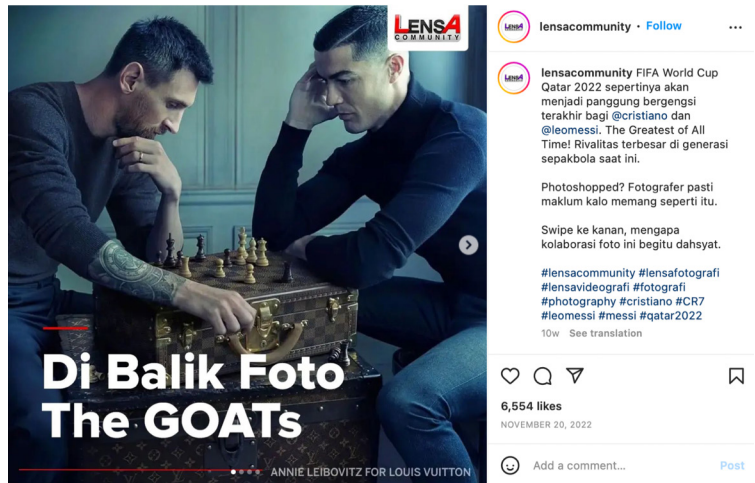 LENSA
COMMUNITY
Di Balik Foto
The GOATs
ANNIE LEIBOVITZ FOR LOUIS VUITTON
lensacommunity • Follow
lensacommunity FIFA World Cup
Qatar 2022 sepertinya akan
menjadi panggung bergengsi
terakhir bagi @cristiano dan
@leomessi. The Greatest of All
Time! Rivalitas terbesar di generasi
sepakbola saat ini.
Photoshopped? Fotografer pasti
maklum kalo memang seperti itu.
Swipe ke kanan, mengapa
kolaborasi foto ini begitu dahsyat.
#lensacommunity #lensafotografi
#lensavideografi #fotografi
#photography #cristiano #CR7
#leomessi #messi #qatar2022
10w See translation
6,554 likes
NOVEMBER 20, 2022
Add a comment... Post